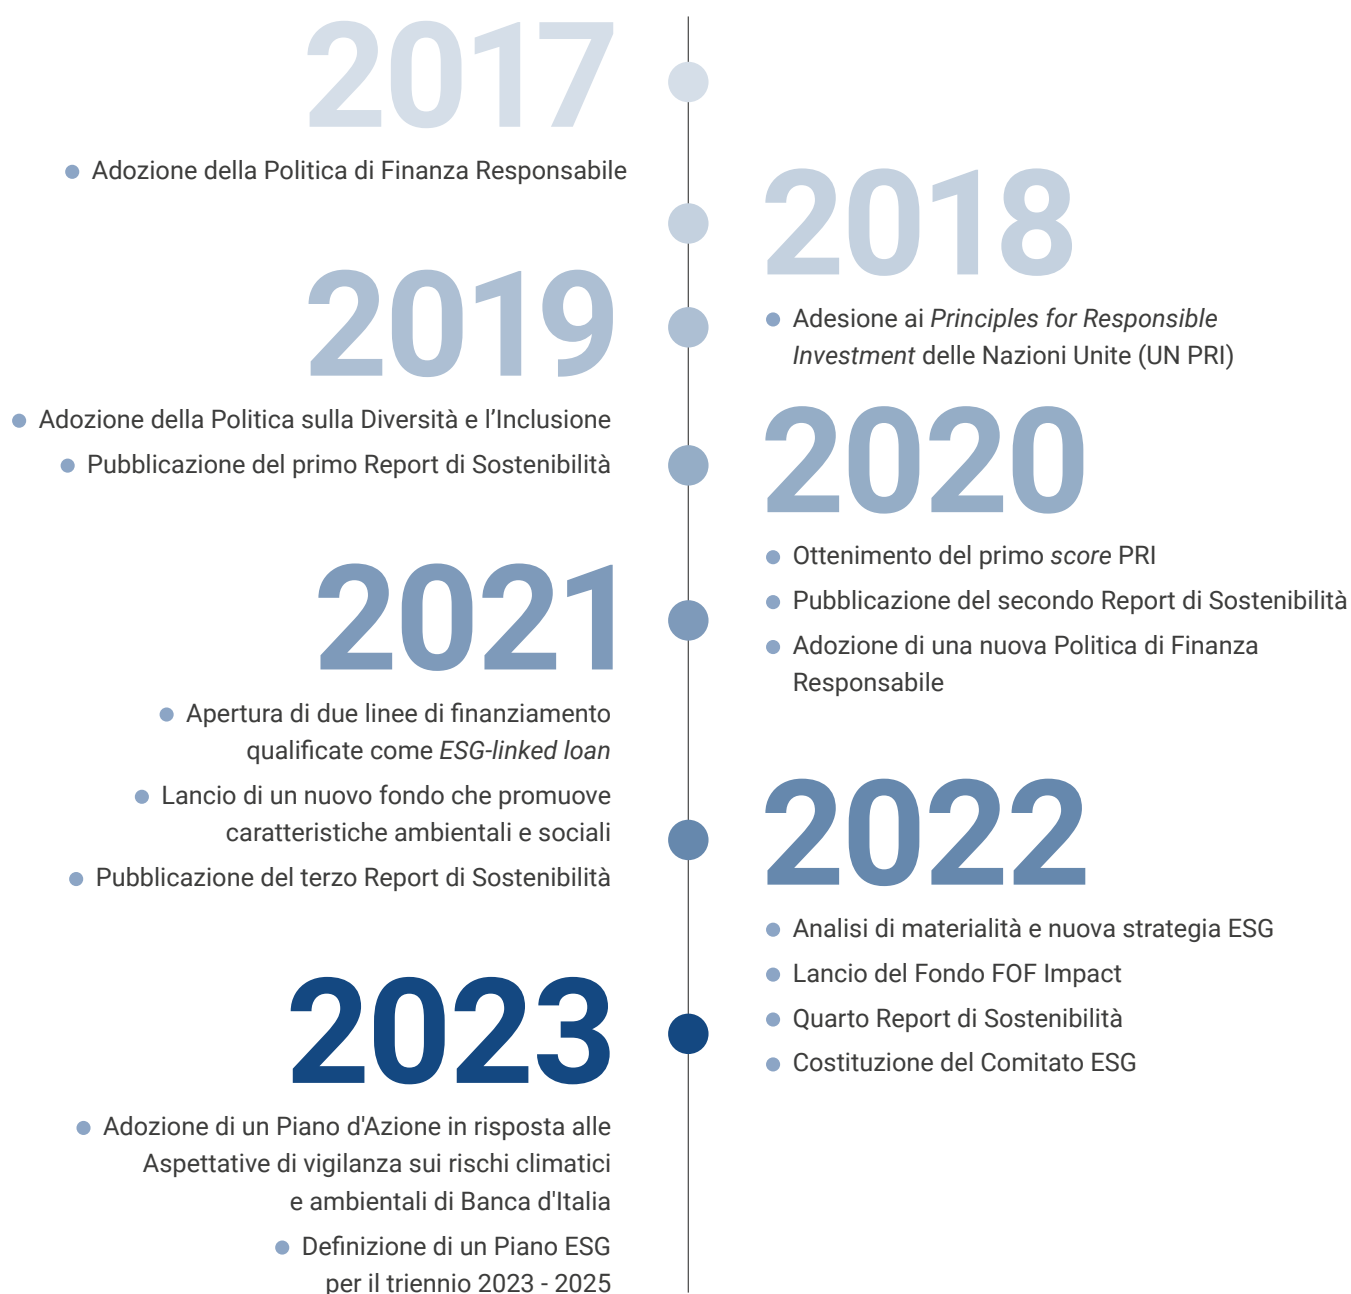 2017
Adozione della Politica di Finanza Responsabile
2018
Adesione ai Principles for Responsible
Investment delle Nazioni Unite (UN PRI)
2019
Adozione della Politica sulla Diversità e l’Inclusione
Pubblicazione del primo Report di Sostenibilità
2020
Ottenimento del primo score PRI
Pubblicazione del secondo Report di Sostenibilità
Adozione di una nuova Politica di Finanza
Responsabile
2021
Apertura di due linee di finanziamento
qualificate come ESG-linked loan
Lancio di un nuovo fondo che promuove
caratteristiche ambientali e sociali
Pubblicazione del terzo Report di Sostenibilità
2022
Analisi di materialità e nuova strategia ESG
Lancio del Fondo FOF Impact
Quarto Report di Sostenibilità
Costituzione del Comitato ESG
2023
Adozione di un Piano d'Azione in risposta alle
Aspettative di vigilanza sui rischi climatici
e ambientali di Banca d'Italia
Definizione di un Piano ESG
per il triennio 2023 - 2025